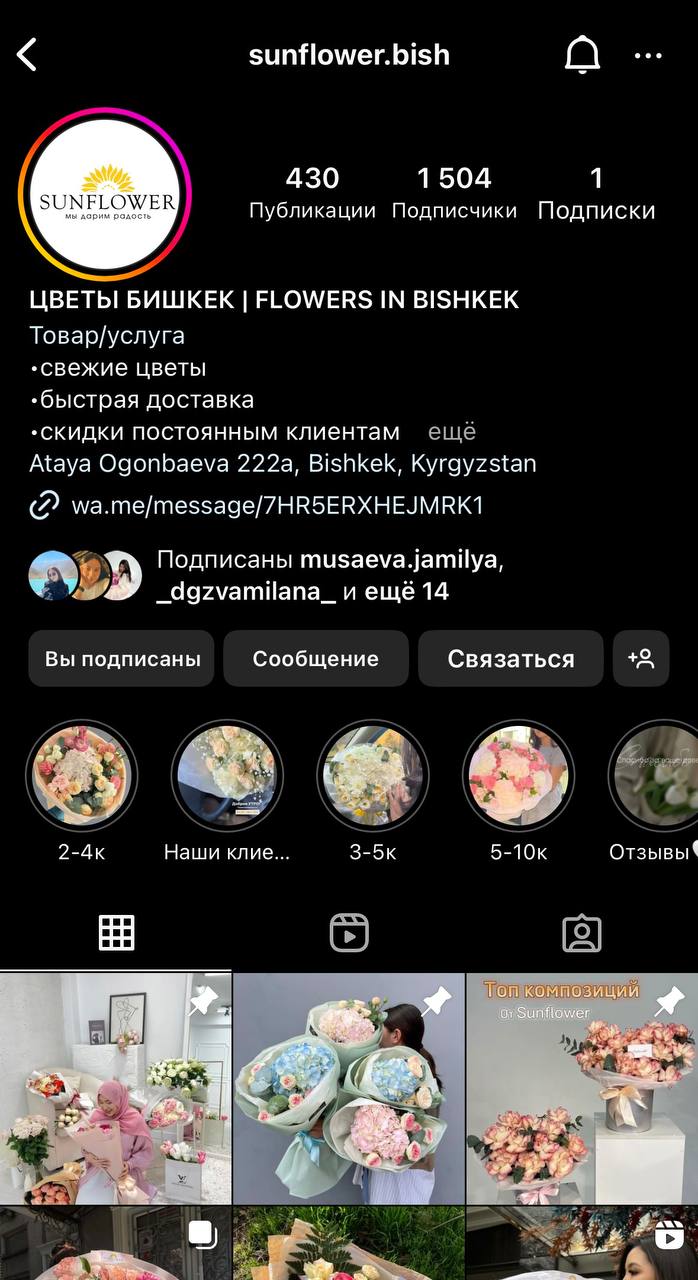 sunflower.bish
SUNFLOWER
мы дарим радость
430
1 504
1
Публикации
Подписчики
Подписки
ЦВЕТЫ БИШКЕК | FLOWERS IN BISHKEK
Товар/услуга
•свежие цветы
•быстрая доставка
•скидки постоянным клиентам ещё
Ataya Ogonbaeva 222a, Bishkek, Kyrgyzstan
wa.me/message/7HR5ERXHEJMRK1
Подписаны musaeva.jamilya,
_dgzvamilana_ и ещё 14
Вы подписаны
Сообщение
Связаться
Доброе УТРО
2-4к
Наши клие...
3-5к
5-10к
Отзывы
Топ композиций
От Sunflower